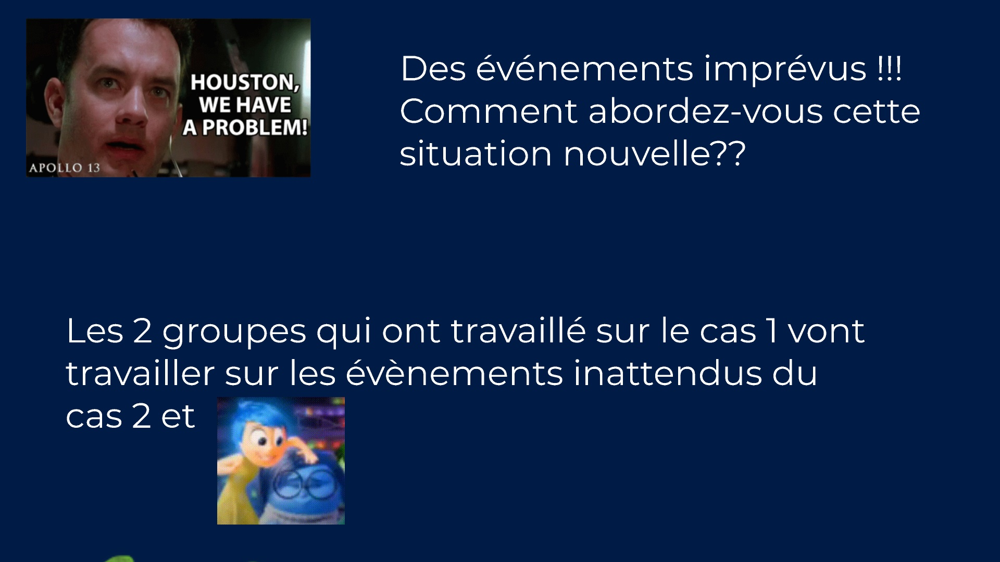 HOUSTON,
WE HAVE
A PROBLEM!
APOLLO 13
Des événements imprévus !!!
Comment abordez-vous cette
situation nouvelle??
Les 2 groupes qui ont travaillé sur le cas 1 vont
travailler sur les évènements inattendus du
cas 2 et